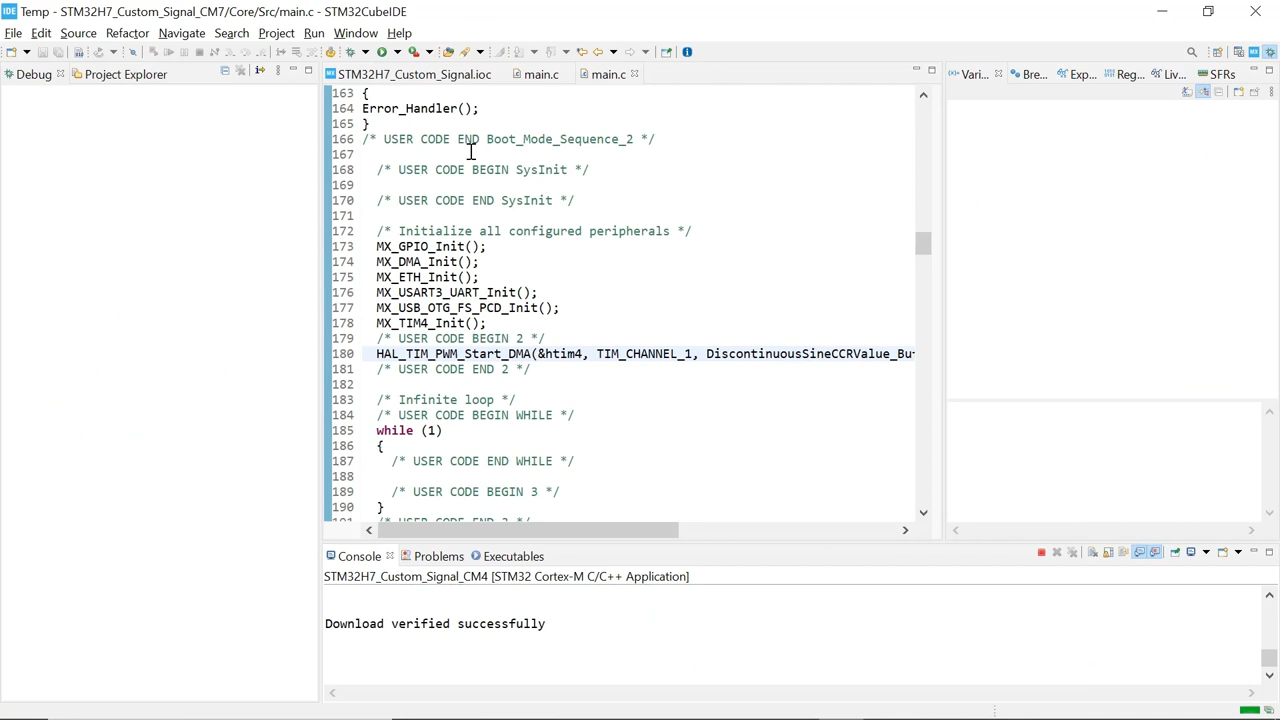 IDE Temp - STM32H7_Custom_Signal_CM7/Core/Src/main.c - STM32CubeIDE
File Edit Source Refactor Navigate Search Project Run Window Help
Debug Project Explorer
MX STM32H7_Custom_Signal.ioc main.c main.c
Vari... Bre... Exp... Reg... Liv... SFRs
163 {
164 Error_Handler();
165 }
166 /* USER CODE END Boot_Mode_Sequence_2 */
167
168 /* USER CODE BEGIN SysInit */
169
170 /* USER CODE END SysInit */
171
172 /* Initialize all configured peripherals */
173 MX_GPIO_Init();
174 MX_DMA_Init();
175 MX_ETH_Init();
176 MX_USART3_UART_Init();
177 MX_USB_OTG_FS_PCD_Init();
178 MX_TIM4_Init();
179 /* USER CODE BEGIN 2 */
180 HAL_TIM_PWM_Start_DMA(&htim4, TIM_CHANNEL_1, DiscontinuousSineCCRValue_Bu
181 /* USER CODE END 2 */
182
183 /* Infinite loop */
184 /* USER CODE BEGIN WHILE */
185 while (1)
186 {
187 /* USER CODE END WHILE */
188
189 /* USER CODE BEGIN 3 */
190 }
Console Problems Executables
STM32H7_Custom_Signal_CM4 [STM32 Cortex-M C/C++ Application]
Download verified successfully